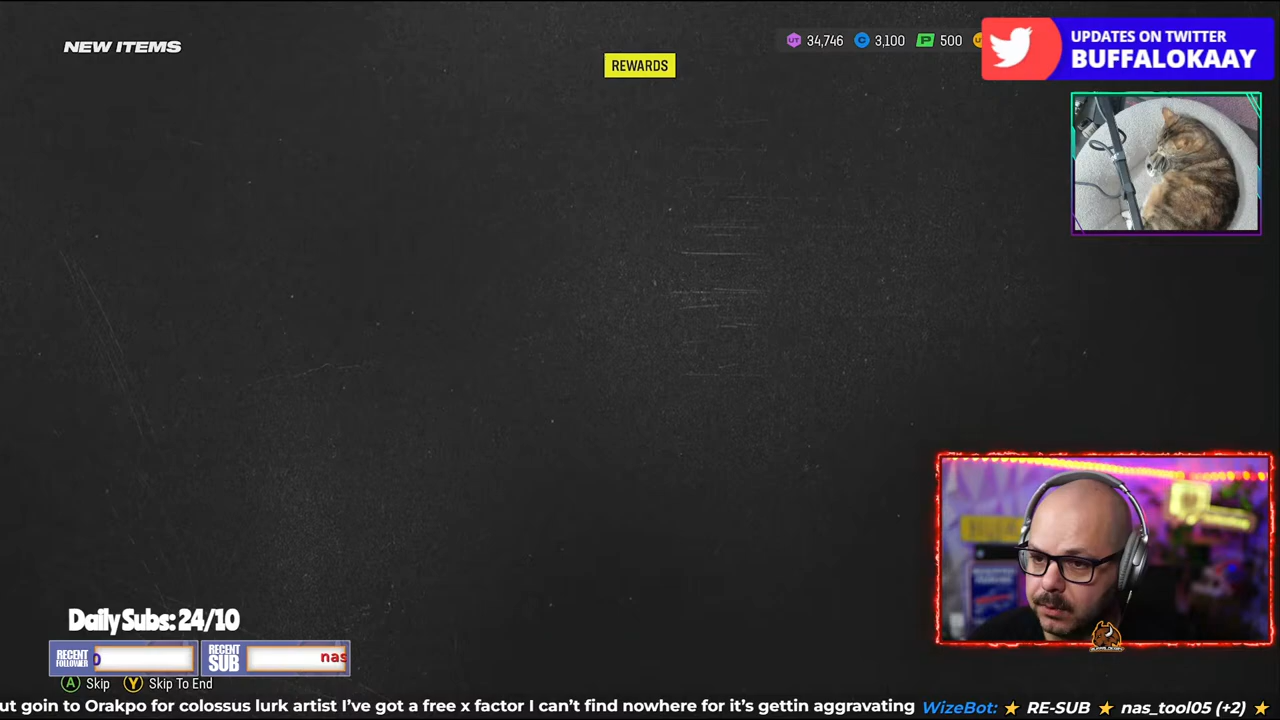 NEW ITEMS
34,746 3,100 500
REWARDS
UPDATES ON TWITTER
BUFFALOKAAY
Daily Subs: 24/10
RECENT FOLLOWER
RECENT SUB nas
A Skip Y Skip To End
ut goin to Orakpo for colossus lurk artist I've got a free x factor I can't find nowhere for it's gettin aggravating WizeBot: ⭐ RE-SUB ⭐ nas_tool05 (+2) ⭐